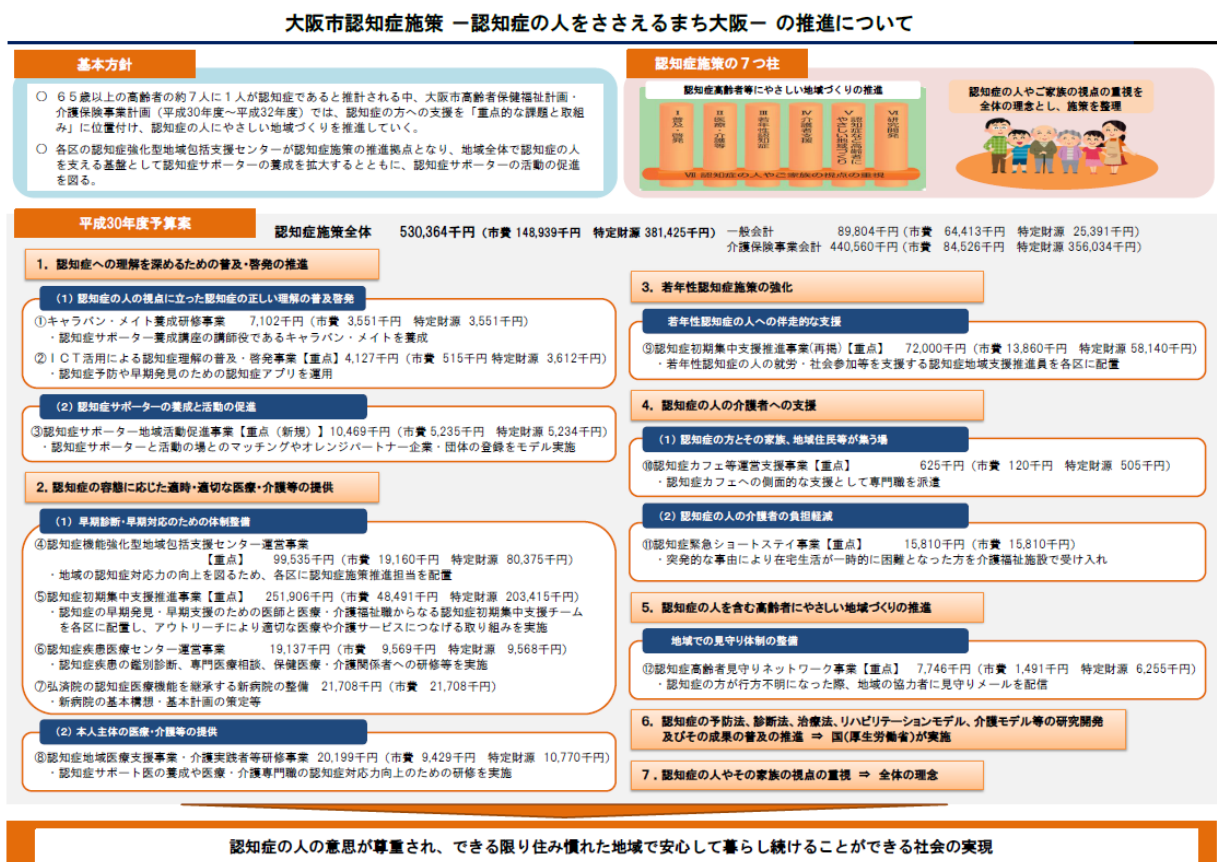 大阪市認知症施策 －認知症の人をささえるまち大阪－ の推進について
基本方針
○ ６５歳以上の高齢者の約７人に１人が認知症であると推計される中、大阪市高齢者保健福祉計画・
介護保険事業計画（平成30年度～平成32年度）では、認知症の方への支援を「重点的な課題と取組
み」に位置付け、認知症の人にやさしい地域づくりを推進していく。
○ 各区の認知症強化型地域包括支援センターが認知症施策の推進拠点となり、地域全体で認知症の人
を支える基盤として認知症サポーターの養成を拡大するとともに、認知症サポーターの活動の促進
を図る。
認知症施策の７つ柱
認知症高齢者等にやさしい地域づくりの推進
Ⅰ普及・啓発
Ⅱ医療・介護等
Ⅲ若年性認知症
Ⅳ介護者支援
Ⅴ認知症など高齢者にやさしい地域づくり
Ⅵ研究開発
Ⅶ 認知症の人やご家族の視点の重視
認知症の人やご家族の視点の重視を
全体の理念とし、施策を整理
平成30年度予算案
認知症施策全体 530,364千円（市費 148,939千円 特定財源 381,425千円）
一般会計 89,804千円（市費 64,413千円 特定財源 25,391千円）
介護保険事業会計 440,560千円（市費 84,526千円 特定財源 356,034千円）
１．認知症への理解を深めるための普及・啓発の推進
（１）認知症の人の視点に立った認知症の正しい理解の普及啓発
①キャラバン・メイト養成研修事業 7,102千円（市費 3,551千円 特定財源 3,551千円）
・認知症サポーター養成講座の講師役であるキャラバン・メイトを養成
②ＩＣＴ活用による認知症理解の普及・啓発事業【重点】4,127千円（市費 515千円 特定財源 3,612千円）
・認知症予防や早期発見のための認知症アプリを運用
（２）認知症サポーターの養成と活動の促進
③認知症サポーター地域活動促進事業【重点（新規）】10,469千円（市費 5,235千円 特定財源 5,234千円）
・認知症サポーターと活動の場とのマッチングやオレンジパートナー企業・団体の登録をモデル実施
２．認知症の容態に応じた適時・適切な医療・介護等の提供
（１）早期診断・早期対応のための体制整備
④認知症機能強化型地域包括支援センター運営事業
【重点】 99,535千円（市費 19,160千円 特定財源 80,375千円）
・地域の認知症対応力の向上を図るため、各区に認知症施策推進担当を配置
⑤認知症初期集中支援推進事業【重点】 251,906千円（市費 48,491千円 特定財源 203,415千円）
・認知症の早期発見・早期支援のための医師と医療・介護福祉職からなる認知症初期集中支援チーム
を各区に配置し、アウトリーチにより適切な医療や介護サービスにつなげる取り組みを実施
⑥認知症疾患医療センター運営事業 19,137千円（市費 9,569千円 特定財源 9,568千円）
・認知症疾患の鑑別診断、専門医療相談、保健医療・介護関係者への研修等を実施
⑦弘済院の認知症医療機能を継承する新病院の整備 21,708千円（市費 21,708千円）
・新病院の基本構想・基本計画の策定等
（２）本人主体の医療・介護等の提供
⑧認知症地域医療支援事業・介護実践者等研修事業 20,199千円（市費 9,429千円 特定財源 10,770千円）
・認知症サポート医の養成や医療・介護専門職の認知症対応力向上のための研修を実施
３．若年性認知症施策の強化
若年性認知症の人への伴走的な支援
⑨認知症初期集中支援推進事業(再掲)【重点】 72,000千円（市費 13,860千円 特定財源 58,140千円）
・若年性認知症の人の就労・社会参加等を支援する認知症地域支援推進員を各区に配置
４．認知症の人の介護者への支援
（１）認知症の方とその家族、地域住民等が集う場
⑩認知症カフェ等運営支援事業【重点】 625千円（市費 120千円 特定財源 505千円）
・認知症カフェへの側面的な支援として専門職を派遣
（２）認知症の人の介護者の負担軽減
⑪認知症緊急ショートステイ事業【重点】 15,810千円（市費 15,810千円）
・突発的な事由により在宅生活が一時的に困難となった方を介護福祉施設で受け入れ
５．認知症の人を含む高齢者にやさしい地域づくりの推進
地域での見守り体制の整備
⑫認知症高齢者見守りネットワーク事業【重点】 7,746千円（市費 1,491千円 特定財源 6,255千円）
・認知症の方が行方不明になった際、地域の協力者に見守りメールを配信
６．認知症の予防法、診断法、治療法、リハビリテーションモデル、介護モデル等の研究開発
及びその成果の普及の推進 ⇒ 国（厚生労働省）が実施
７．認知症の人やその家族の視点の重視 ⇒ 全体の理念
認知症の人の意思が尊重され、できる限り住み慣れた地域で安心して暮らし続けることができる社会の実現